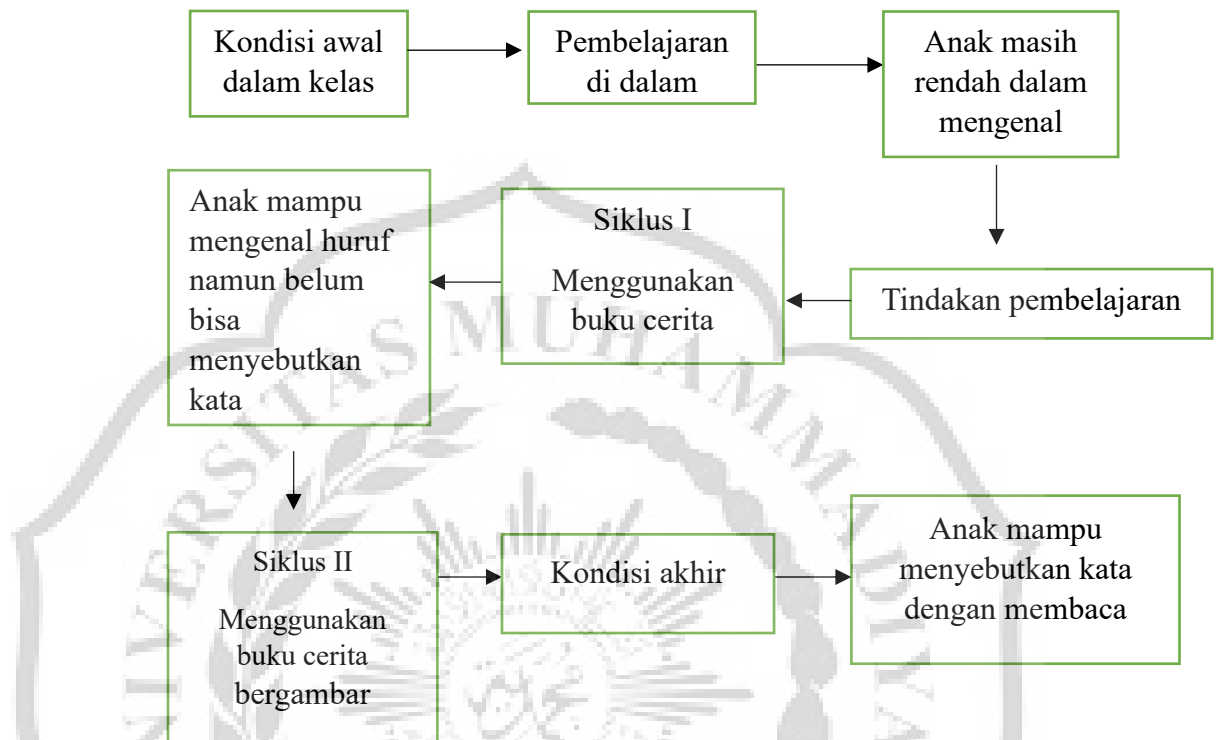 Kondisi awal
dalam kelas
Pembelajaran
di dalam
Anak masih
rendah dalam
mengenal
Tindakan pembelajaran
Siklus I
Menggunakan
buku cerita
Anak mampu
mengenal huruf
namun belum
bisa
menyebutkan
kata
Siklus II
Menggunakan
buku cerita
bergambar
Kondisi akhir
Anak mampu
menyebutkan kata
dengan membaca
UNIVERSITAS MUHAMMADIYA